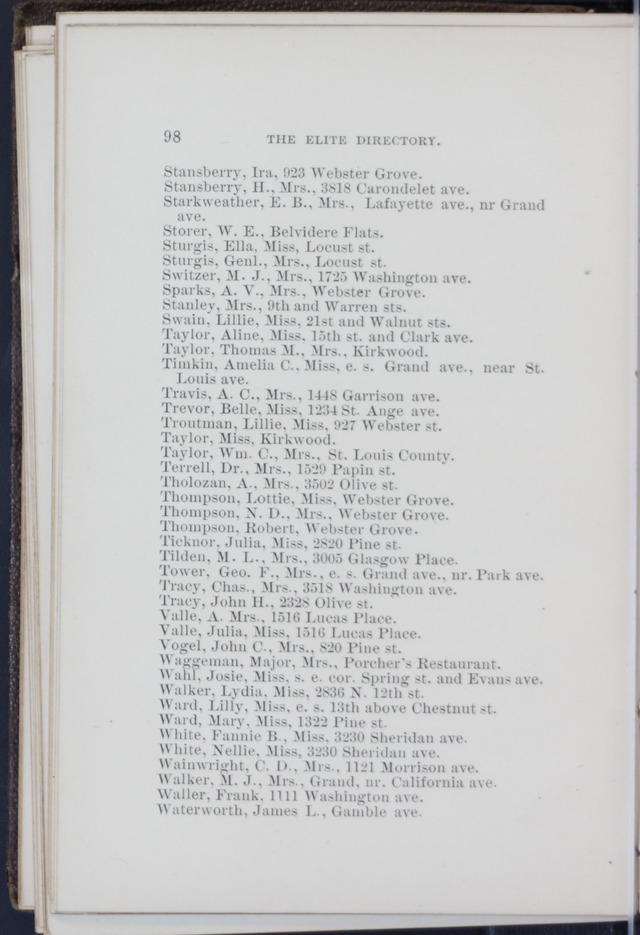 98 THE ELITE DIRECTORY.
Stansberry, Ira, 923 Webster Grove.
Stansberry, H., Mrs., 3818 Carondelet ave.
Starkweather, E. B., Mrs., Lafayette ave., nr Grand
ave.
Storer, W. E., Belvidere Flats.
Sturgis, Ella, Miss, Locust st.
Sturgis, Genl., Mrs., Locust st.
Switzer, M. J., Mrs., 1725 Washington ave.
Sparks, A. V., Mrs., Webster Grove.
Stanley, Mrs., 9th and Warren sts.
Swain, Lillie, Miss, 21st and Walnut sts.
Taylor, Aline, Miss, 15th st. and Clark ave.
Taylor, Thomas M., Mrs., Kirkwood.
Timkin, Amelia C., Miss, e. s. Grand ave., near St.
Louis ave.
Travis, A. C., Mrs., 1448 Garrison ave.
Trevor, Belle, Miss, 1234 St. Ange ave.
Troutman, Lillie, Miss, 927 Webster st.
Taylor, Miss, Kirkwood.
Taylor, Wm. C., Mrs., St. Louis County.
Terrell, Dr., Mrs., 1529 Papin st.
Tholozan, A., Mrs., 3502 Olive st.
Thompson, Lottie, Miss, Webster Grove.
Thompson, N. D., Mrs., Webster Grove.
Thompson, Robert, Webster Grove.
Ticknor, Julia, Miss, 2820 Pine st.
Tilden, M. L., Mrs., 3005 Glasgow Place.
Tower, Geo. F., Mrs., e. s. Grand ave., nr. Park ave.
Tracy, Chas., Mrs., 3518 Washington ave.
Tracy, John H., 2328 Olive st.
Valle, A. Mrs., 1516 Lucas Place.
Valle, Julia, Miss, 1516 Lucas Place.
Vogel, John C., Mrs., 820 Pine st.
Waggeman, Major, Mrs., Porcher's Restaurant.
Wahl, Josie, Miss, s. e. cor. Spring st. and Evans ave.
Walker, Lydia, Miss, 2836 N. 12th st.
Ward, Lilly, Miss, e. s. 13th above Chestnut st.
Ward, Mary, Miss, 1322 Pine st.
White, Fannie B., Miss, 3230 Sheridan ave.
White, Nellie, Miss, 3230 Sheridan ave.
Wainwright, C. D., Mrs., 1121 Morrison ave.
Walker, M. J., Mrs., Grand, nr. California ave.
Waller, Frank, 1111 Washington ave.
Waterworth, James L., Gamble ave.